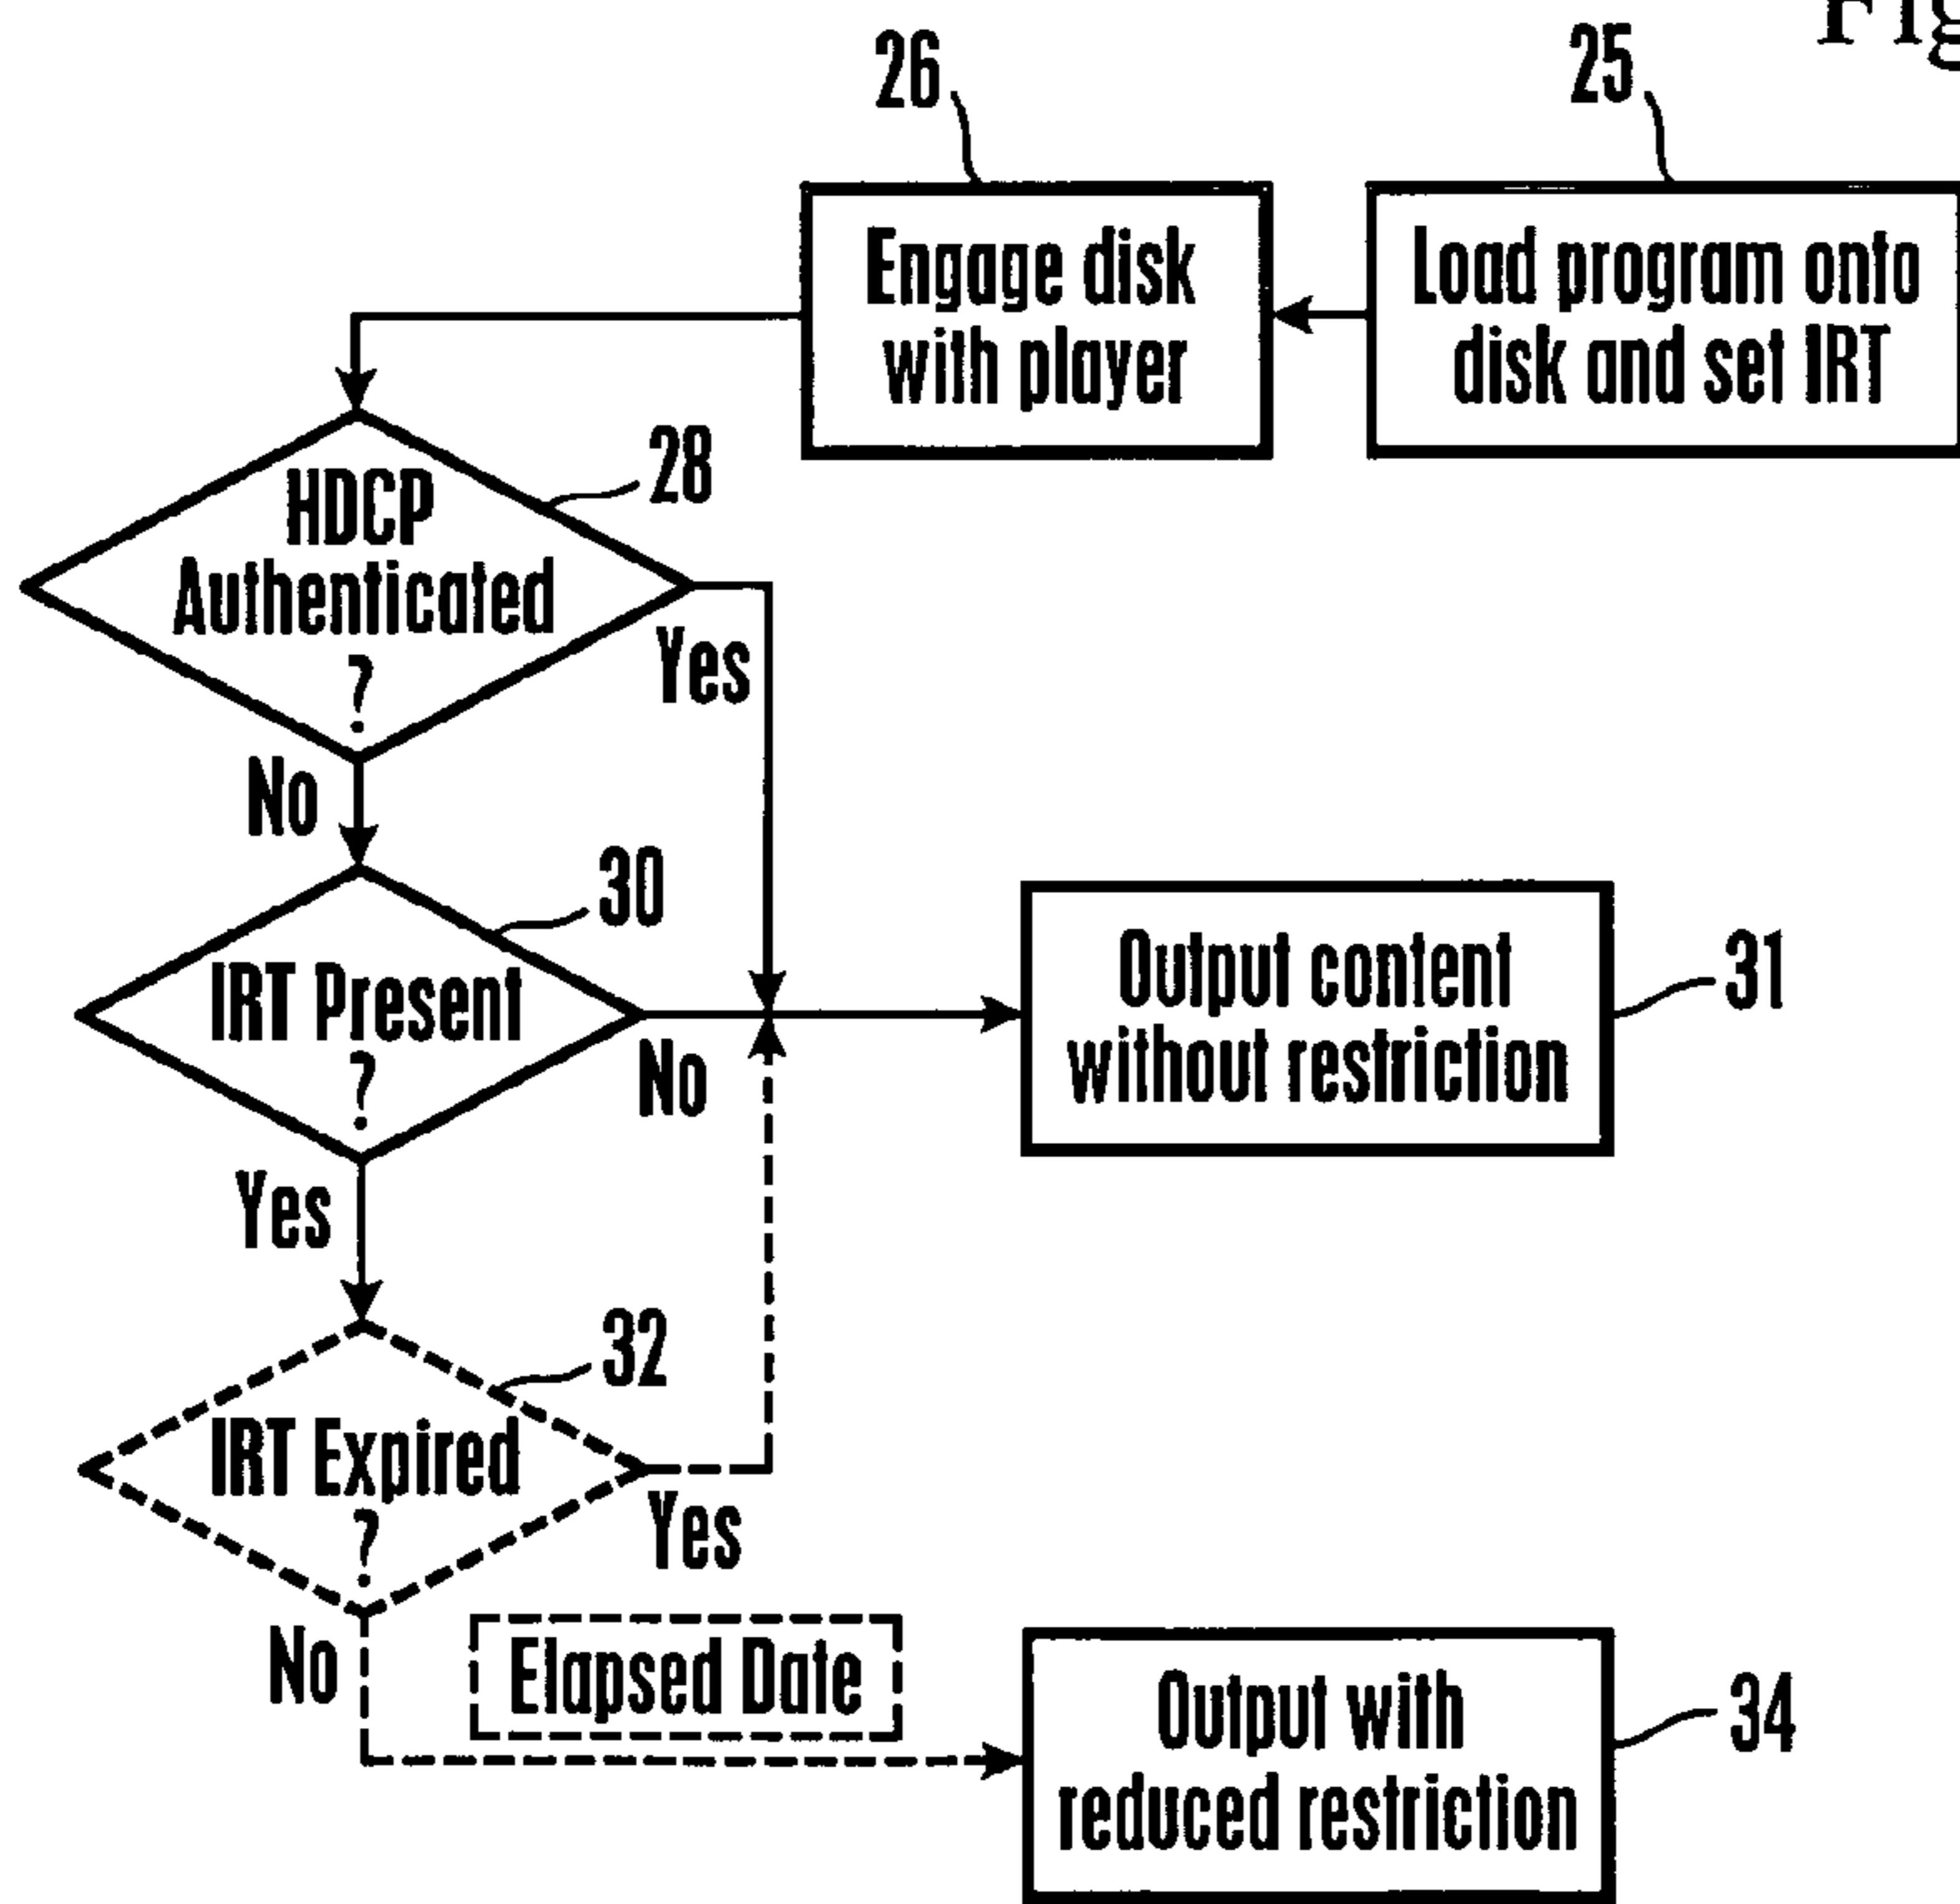 Fig
26
25
Engage disk
with player
Load program onto
disk and set IRT
28
HDCP
Authenticated
?
Yes
No
30
IRT Present
?
No
Output content
without restriction
31
Yes
32
IRT Expired
?
Yes
No
Elapsed Date
Output with
reduced restriction
34